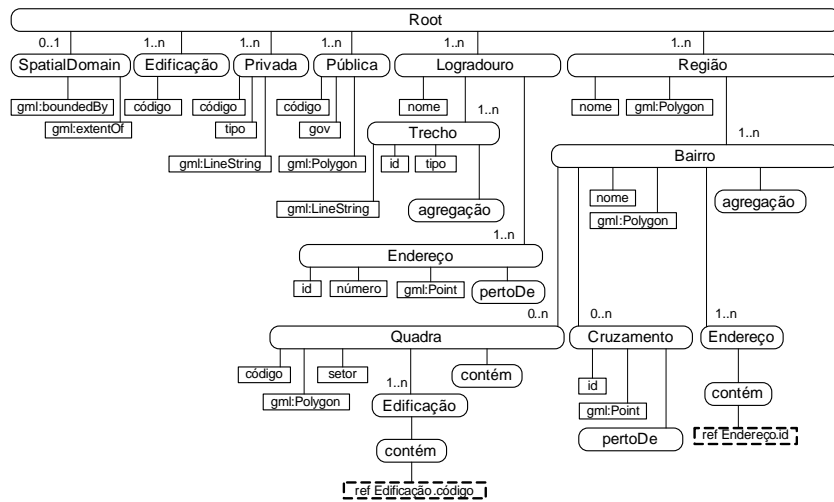 Root
0..1 1..n 1..n 1..n 1..n 1..n
SpatialDomain Edificação Privada Pública Logradouro Região
gml:boundedBy código código código nome nome gml:Polygon
gml:extentOf tipo gov 1..n
Trecho 1..n
gml:LineString gml:Polygon id tipo Bairro
nome
gml:LineString agregação gml:Polygon agregação
1..n
Endereço
id número gml:Point pertoDe
0..n 0..n 1..n
Quadra Cruzamento Endereço
código setor contém id contém
gml:Polygon 1..n gml:Point
Edificação
pertoDe ref Endereço.id
contém
ref Edificação.código